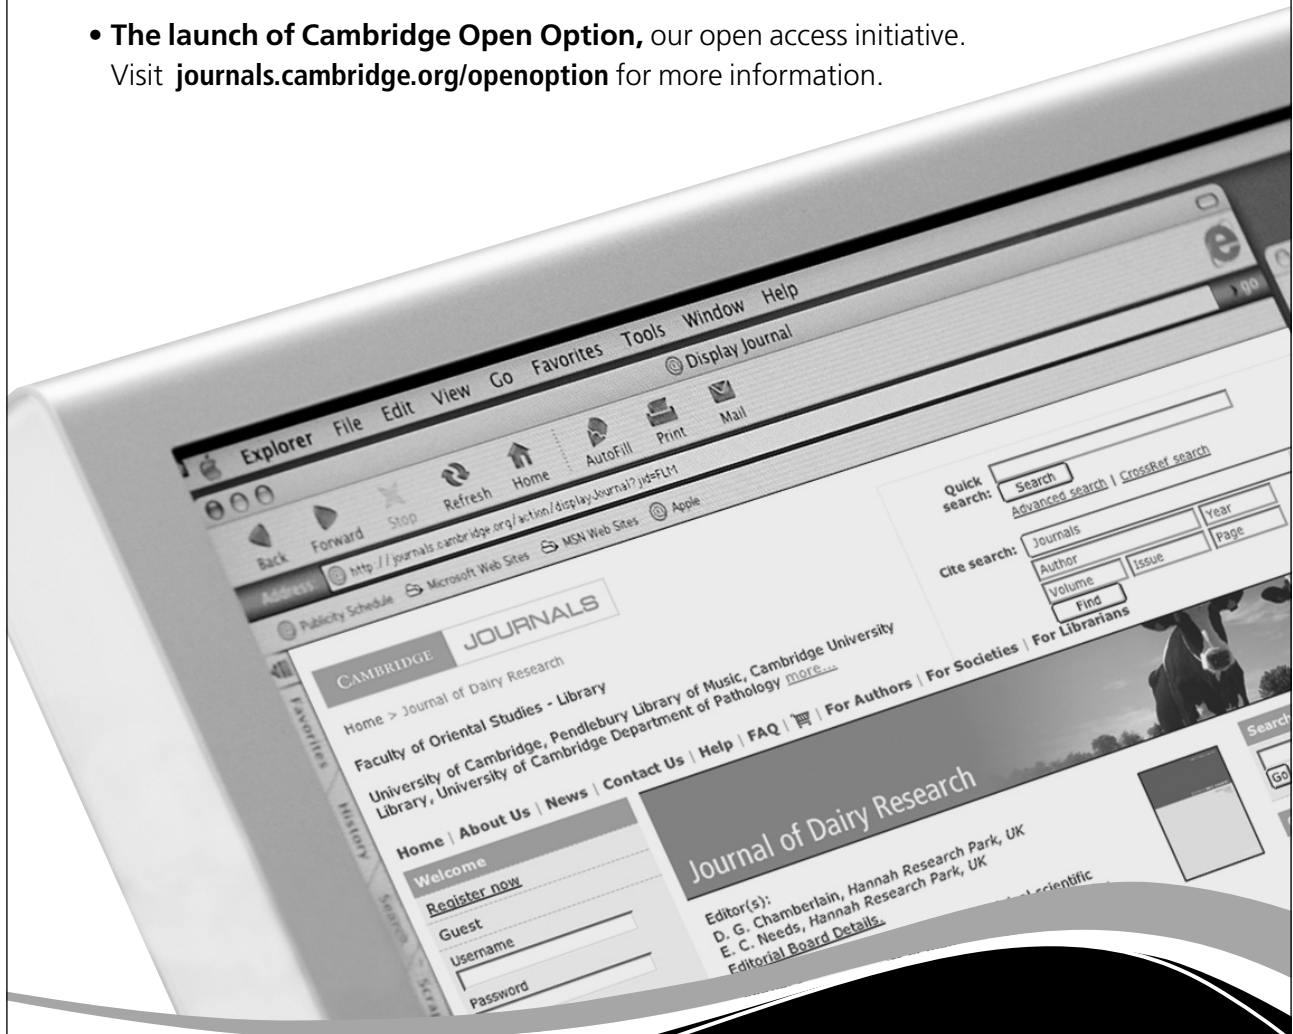 • The launch of Cambridge Open Option, our open access initiative.
Visit journals.cambridge.org/openoption for more information.
Explorer File Edit View Go Favorites Tools Window Help
Display Journal
Back Forward Stop Refresh Home AutoFill Print Mail
Address http://journals.cambridge.org/action/displayJournal?jid=FLM
go
Publicity Schedule Microsoft Web Sites MSN Web Sites Apple
CAMBRIDGE JOURNALS
Quick search:
Search
Advanced search | CrossRef search
Cite search:
Journals
Author Year
Volume Issue Page
Find
Home > Journal of Dairy Research
Faculty of Oriental Studies - Library
University of Cambridge, Pendlebury Library of Music, Cambridge University
Library, University of Cambridge Department of Pathology more...
Home | About Us | News | Contact Us | Help | FAQ | | For Authors | For Societies | For Librarians
Favorites
History
Search
Welcome
Register now
Guest
Username
Password
Journal of Dairy Research
Editor(s):
D. G. Chamberlain, Hannah Research Park, UK
E. C. Needs, Hannah Research Park, UK
Editorial Board Details.
scientific
Search
Go